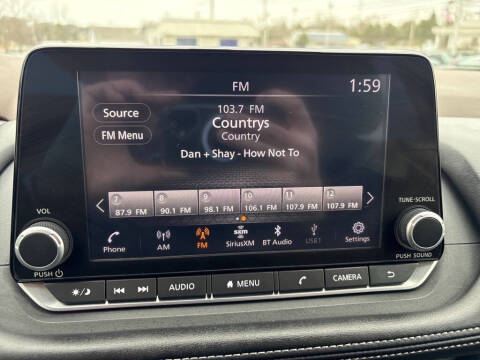 FM
1:59
Source
FM Menu
103.7 FM
Countrys
Country
Dan + Shay - How Not To
7 8 9 10 11 12
87.9 FM 90.1 FM 98.1 FM 106.1 FM 107.9 FM 107.9 FM
Phone AM FM SiriusXM BT Audio USB1 Settings
VOL
PUSH
TUNE·SCROLL
PUSH SOUND
AUDIO MENU CAMERA